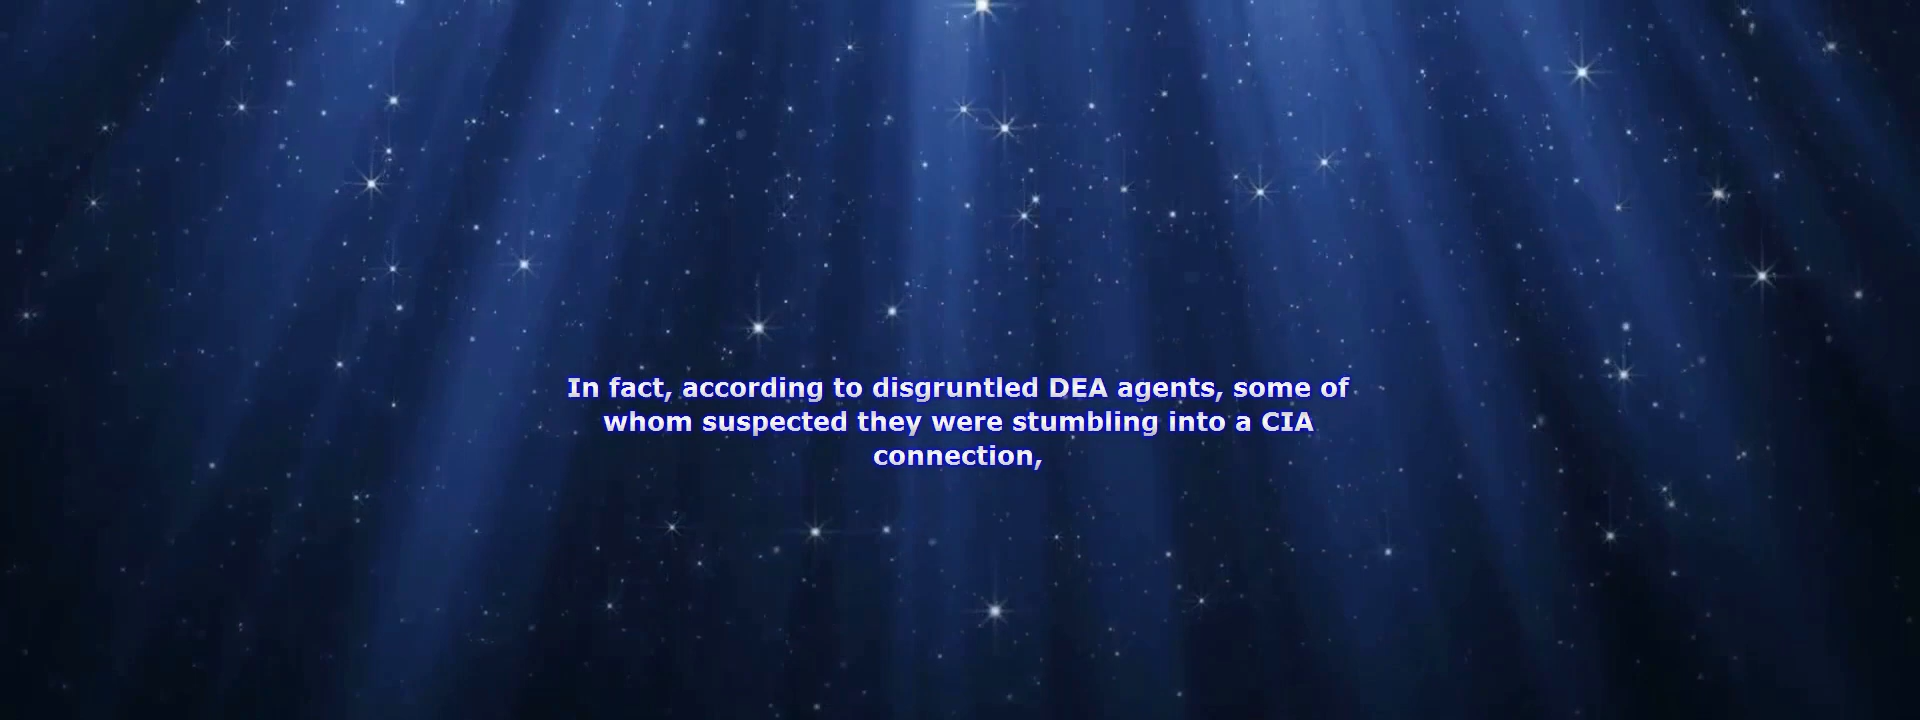 In fact, according to disgruntled DEA agents, some of
whom suspected they were stumbling into a CIA
connection,